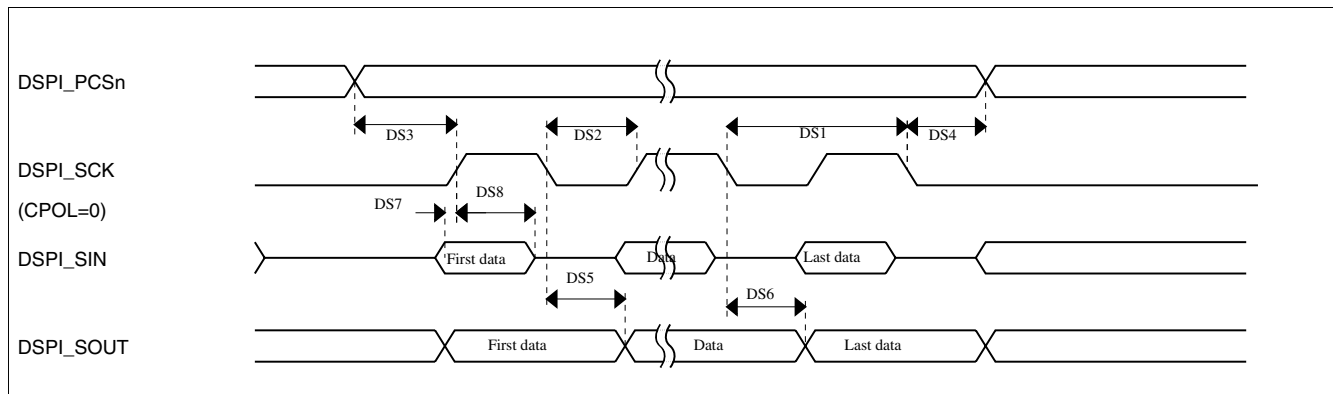 DSPI_PCSn
DS3
DS2
DS1
DS4
DSPI_SCK
(CPOL=0)
DS7
DS8
DSPI_SIN
First data
Data
Last data
DS5
DS6
DSPI_SOUT
First data
Data
Last data